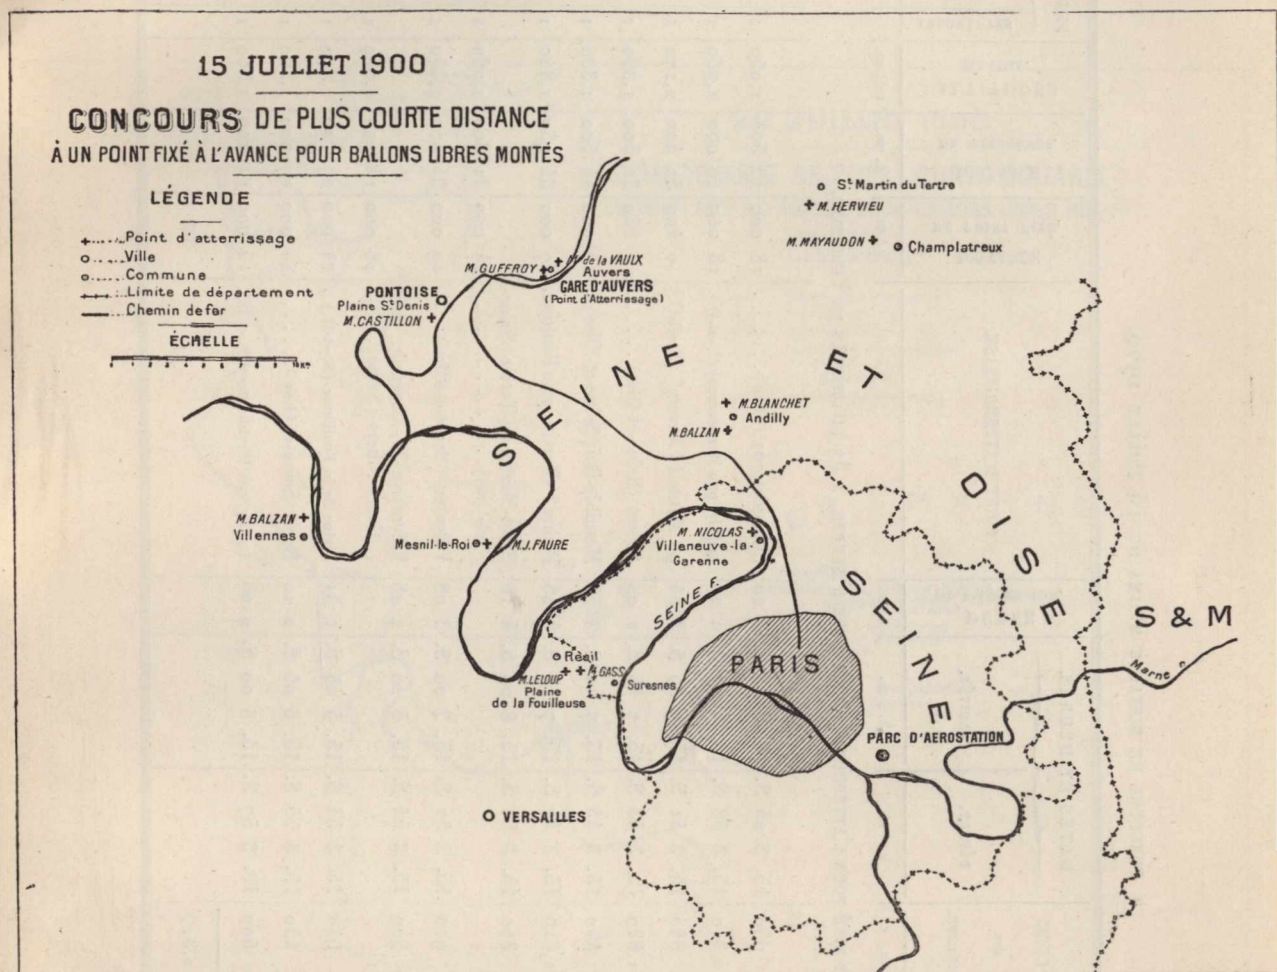 15 JUILLET 1900
CONCOURS DE PLUS COURTE DISTANCE
À UN POINT FIXÉ À L'AVANCE POUR BALLONS LIBRES MONTÉS
LÉGENDE
Point d'atterrissage
Ville
Commune
Limite de département
Chemin de fer
ÉCHELLE
St Martin du Tertre
M. HERVIEU
M. MAYAUDON
Champlatreux
M. GUFFROY
M. de la VAULX
Auvers
GARE D'AUVERS
(Point d'Atterrissage)
PONTOISE
Plaine St Denis
M. CASTILLON
SEINE ET OISE
M. BLANCHET
Andilly
M. BALZAN
M. BALZAN
Villennes
Mesnil-le-Roi
M. J. FAURE
M. NICOLAS
Villeneuve-la-
Garenne
SEINE F.
SEINE
S & M
Marne
PARIS
M. GASS
M. LELOUP
Suresnes
Plaine
de la Fouilleuse
PARC D'AEROSTATION
VERSAILLES